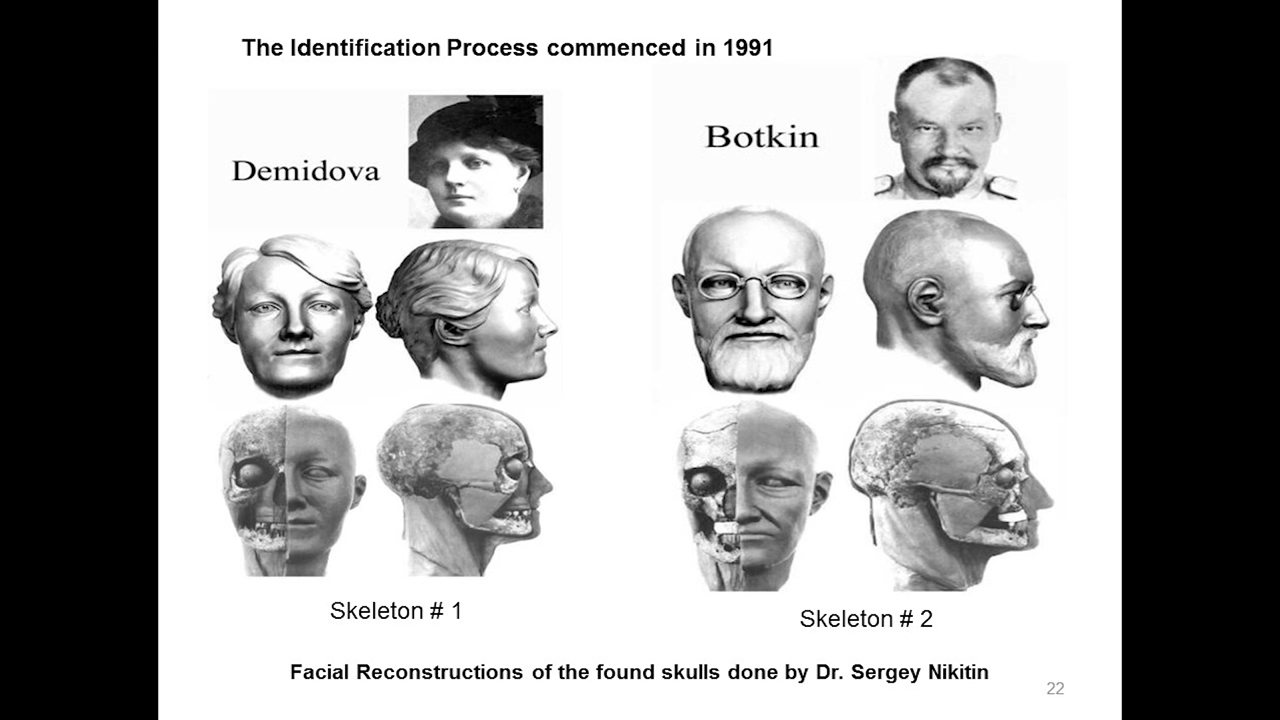 The Identification Process commenced in 1991
Demidova
Botkin
Skeleton # 1
Skeleton # 2
Facial Reconstructions of the found skulls done by Dr. Sergey Nikitin
22